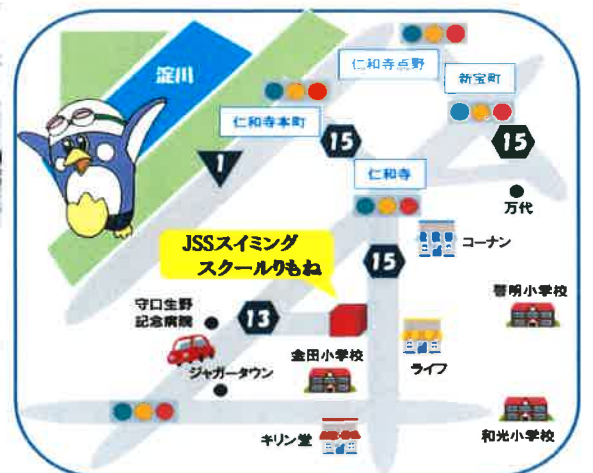 仁和寺点野
淀川
新宝町
仁和寺本町
15
15
1
仁和寺
万代
コーナン
JSSスイミング
スクールりもね
15
啓明小学校
守口生野
記念病院
13
金田小学校
ライフ
ジャガータウン
キリン堂
和光小学校